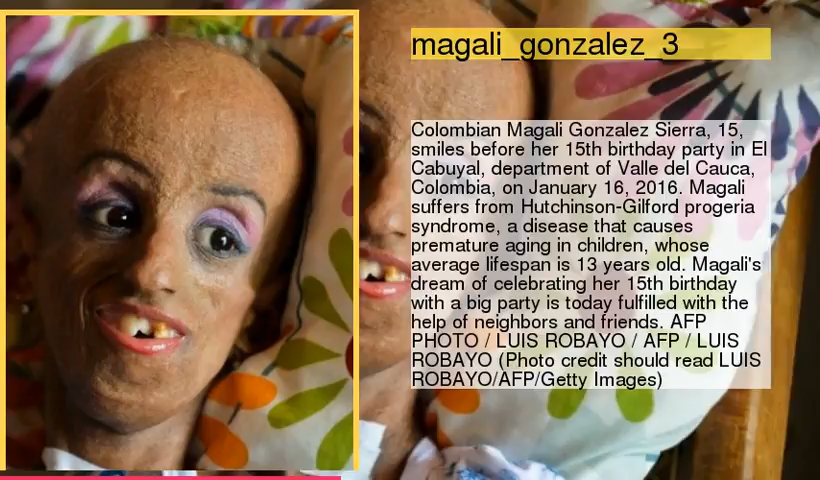 magali_gonzalez_3
Colombian Magali Gonzalez Sierra, 15,
smiles before her 15th birthday party in El
Cabuyal, department of Valle del Cauca,
Colombia, on January 16, 2016. Magali
suffers from Hutchinson-Gilford progeria
syndrome, a disease that causes
premature aging in children, whose
average lifespan is 13 years old. Magali's
dream of celebrating her 15th birthday
with a big party is today fulfilled with the
help of neighbors and friends. AFP
PHOTO / LUIS ROBAYO / AFP / LUIS
ROBAYO (Photo credit should read LUIS
ROBAYO/AFP/Getty Images)